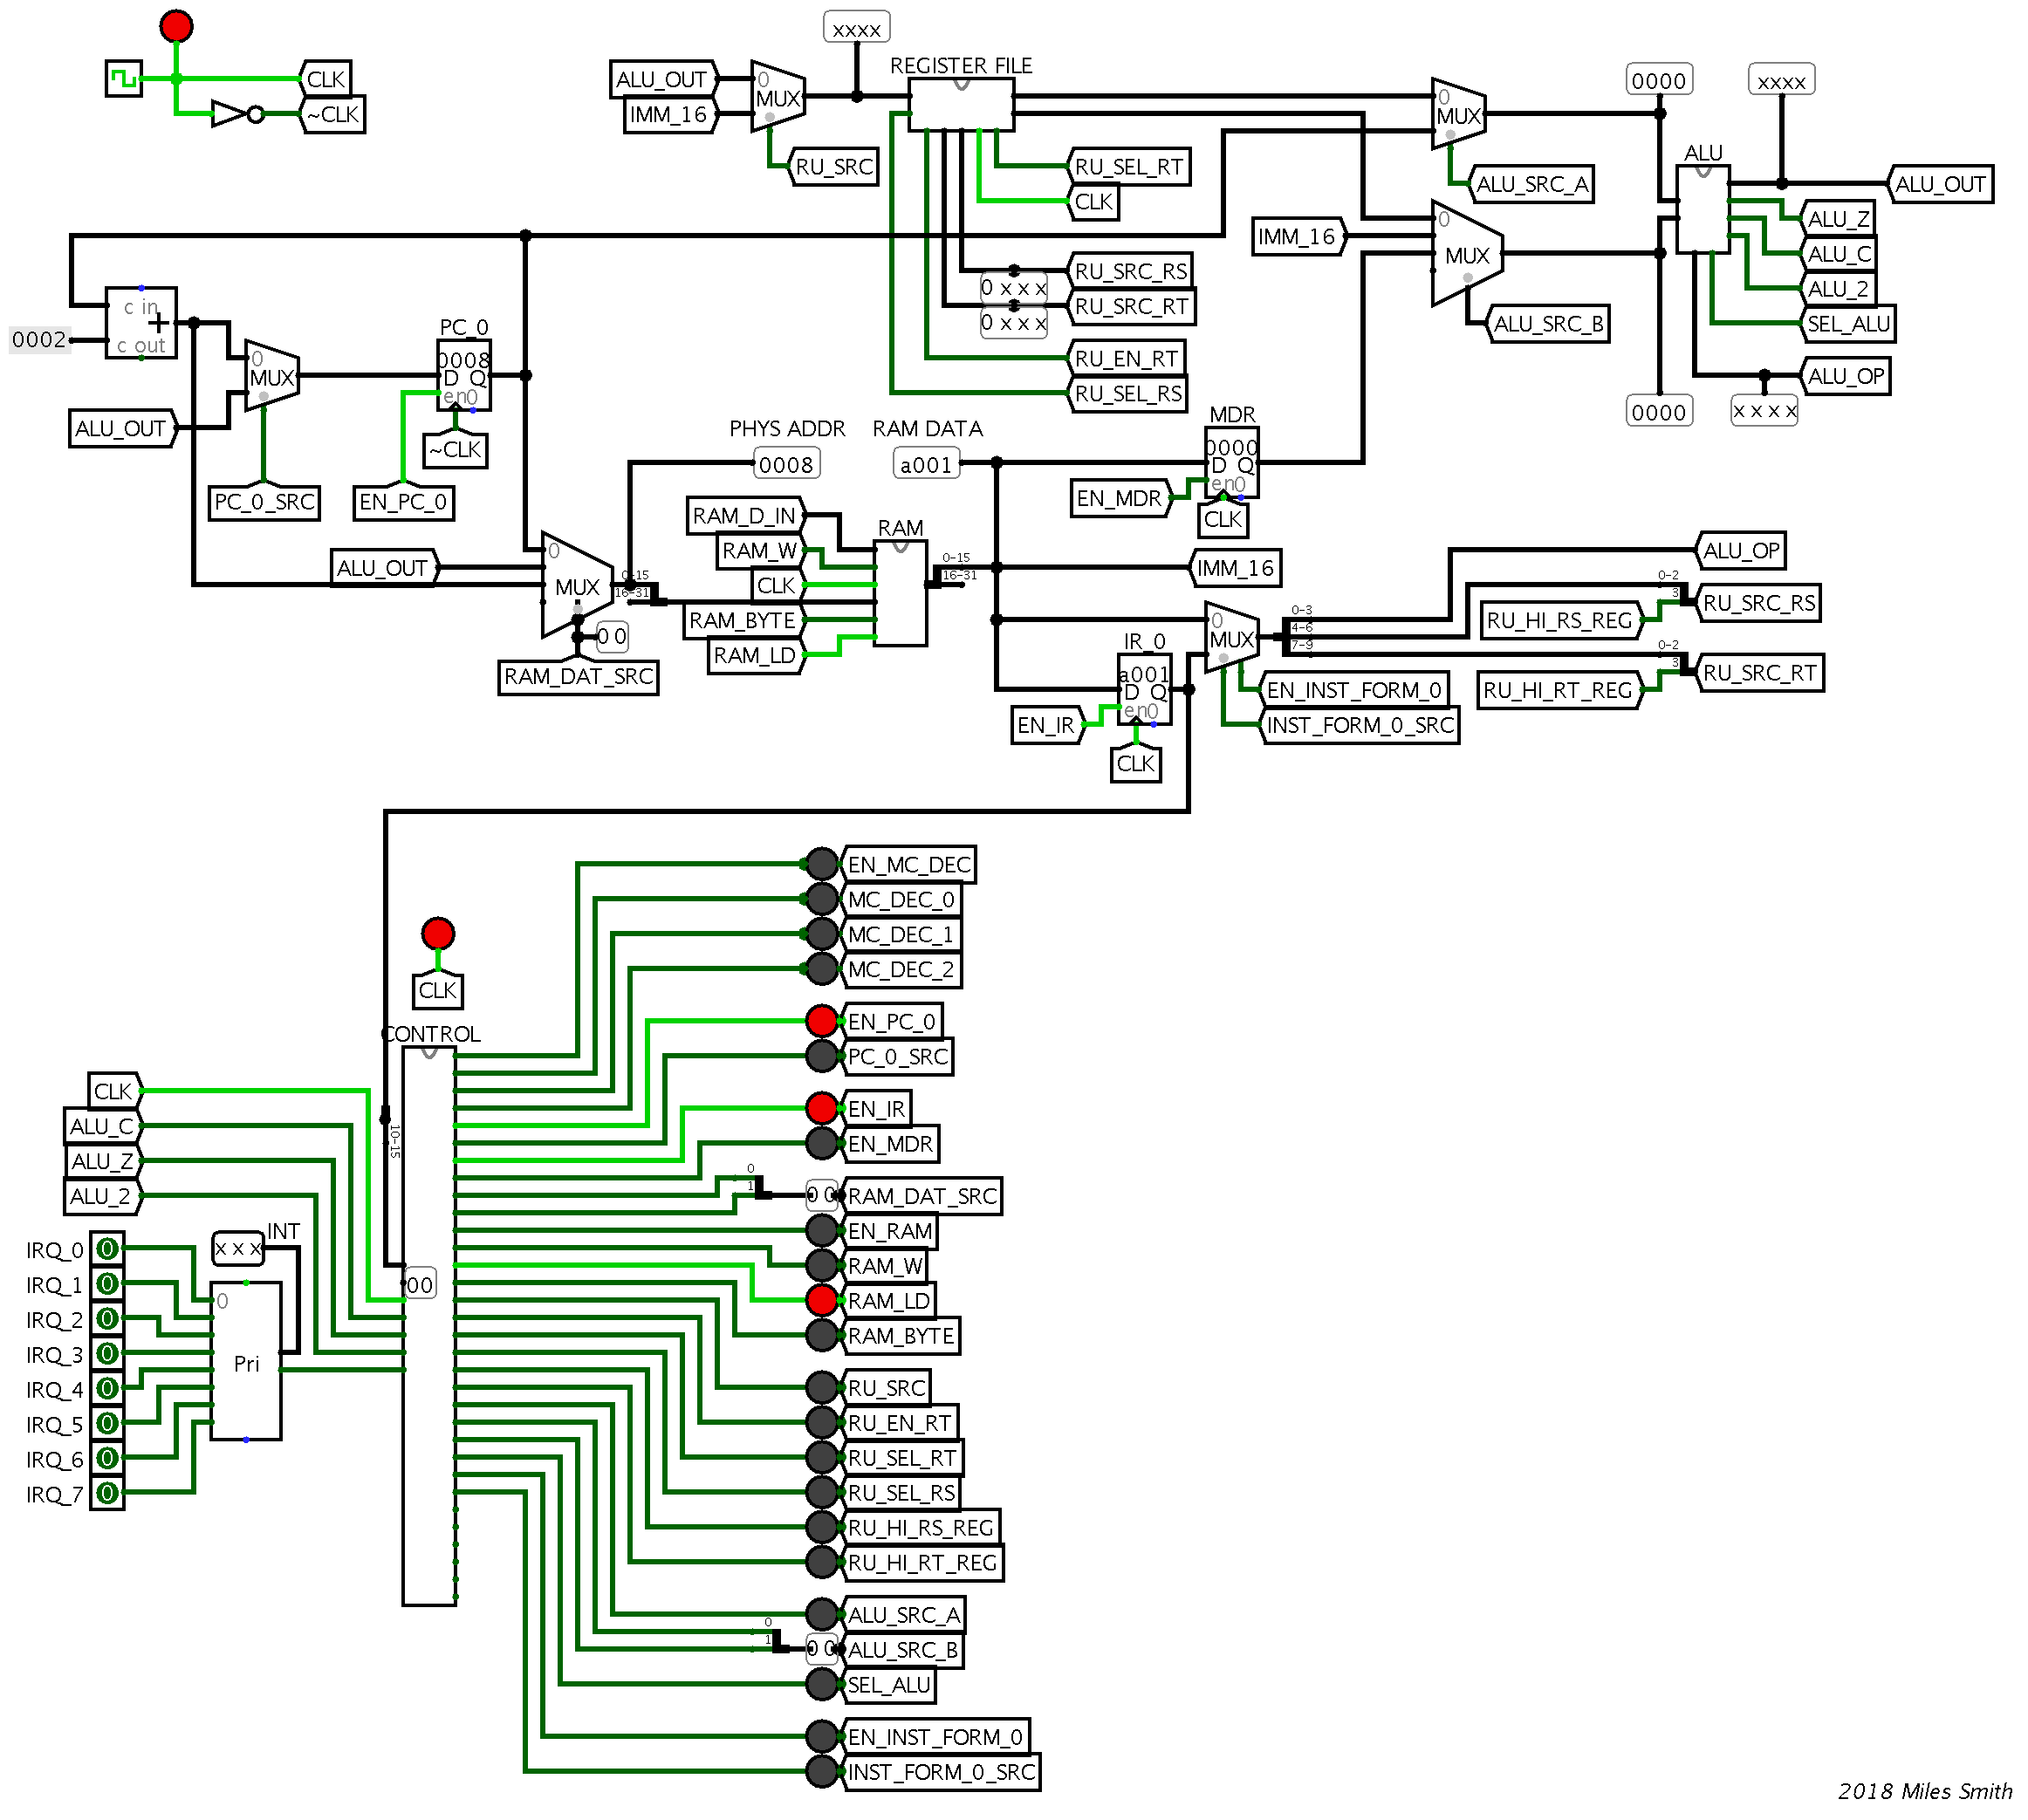 CLK
~CLK
xxxx
ALU_OUT
IMM_16
0
MUX
RU_SRC
REGISTER FILE
RU_SEL_RT
CLK
RU_SRC_RS
0 x x x
RU_SRC_RT
0 x x x
RU_EN_RT
RU_SEL_RS
0
MUX
ALU_SRC_A
0000
xxxx
ALU
ALU_OUT
ALU_Z
ALU_C
ALU_2
SEL_ALU
ALU_OP
x x x x
IMM_16
0
MUX
ALU_SRC_B
0000
c in
+
c out
0002
0
MUX
ALU_OUT
PC_0_SRC
PC_0
0008
D Q
en0
~CLK
EN_PC_0
PHYS ADDR
0008
RAM DATA
a001
MDR
0000
D Q
en0
EN_MDR
CLK
ALU_OUT
0
MUX
0-15
16-31
0 0
RAM_DAT_SRC
RAM_D_IN
RAM_W
CLK
RAM_BYTE
RAM_LD
RAM
0-15
16-31
IMM_16
IR_0
a001
D Q
en0
EN_IR
CLK
0
MUX
0-3
4-6
7-9
EN_INST_FORM_0
INST_FORM_0_SRC
ALU_OP
0-2
3
RU_SRC_RS
RU_HI_RS_REG
0-2
3
RU_SRC_RT
RU_HI_RT_REG
CLK
CONTROL
10-15
00
CLK
ALU_C
ALU_Z
ALU_2
INT
x x x
IRQ_0 0
IRQ_1 0
IRQ_2 0
IRQ_3 0
IRQ_4 0
IRQ_5 0
IRQ_6 0
IRQ_7 0
0
Pri
EN_MC_DEC
MC_DEC_0
MC_DEC_1
MC_DEC_2
EN_PC_0
PC_0_SRC
EN_IR
EN_MDR
0
1
0 0
RAM_DAT_SRC
EN_RAM
RAM_W
RAM_LD
RAM_BYTE
RU_SRC
RU_EN_RT
RU_SEL_RT
RU_SEL_RS
RU_HI_RS_REG
RU_HI_RT_REG
ALU_SRC_A
0
1
0 0
ALU_SRC_B
SEL_ALU
EN_INST_FORM_0
INST_FORM_0_SRC
2018 Miles Smith